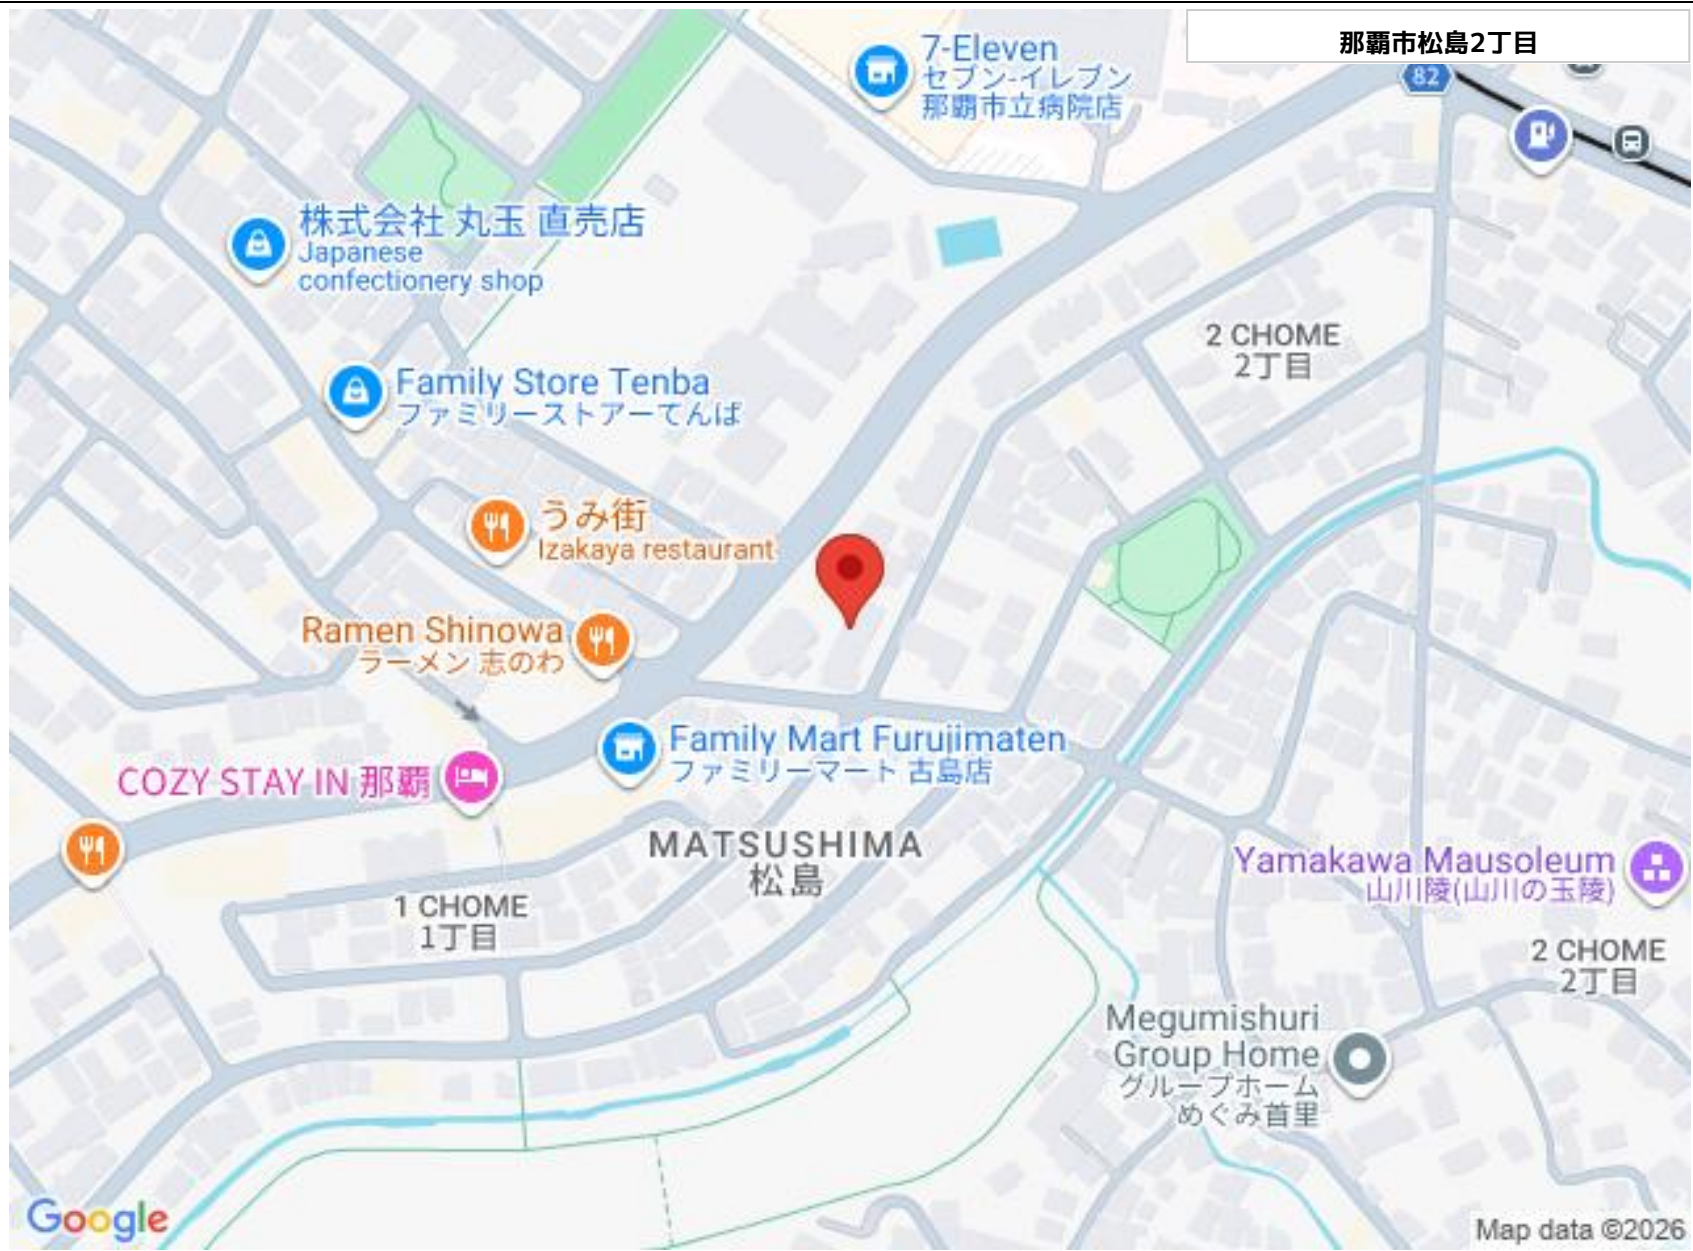 那覇市松島2丁目
7-Eleven
セブン-イレブン
那覇市立病院店
82
株式会社 丸玉 直売店
Japanese
confectionery shop
2 CHOME
2丁目
Family Store Tenba
ファミリーストアーてんば
うみ街
Izakaya restaurant
Ramen Shinowa
ラーメン 志のわ
Family Mart Furujimaten
ファミリーマート 古島店
COZY STAY IN 那覇
MATSUSHIMA
松島
Yamakawa Mausoleum
山川陵(山川の玉陵)
1 CHOME
1丁目
2 CHOME
2丁目
Megumishuri
Group Home
グループホーム
めぐみ首里
Google
Map data ©2026